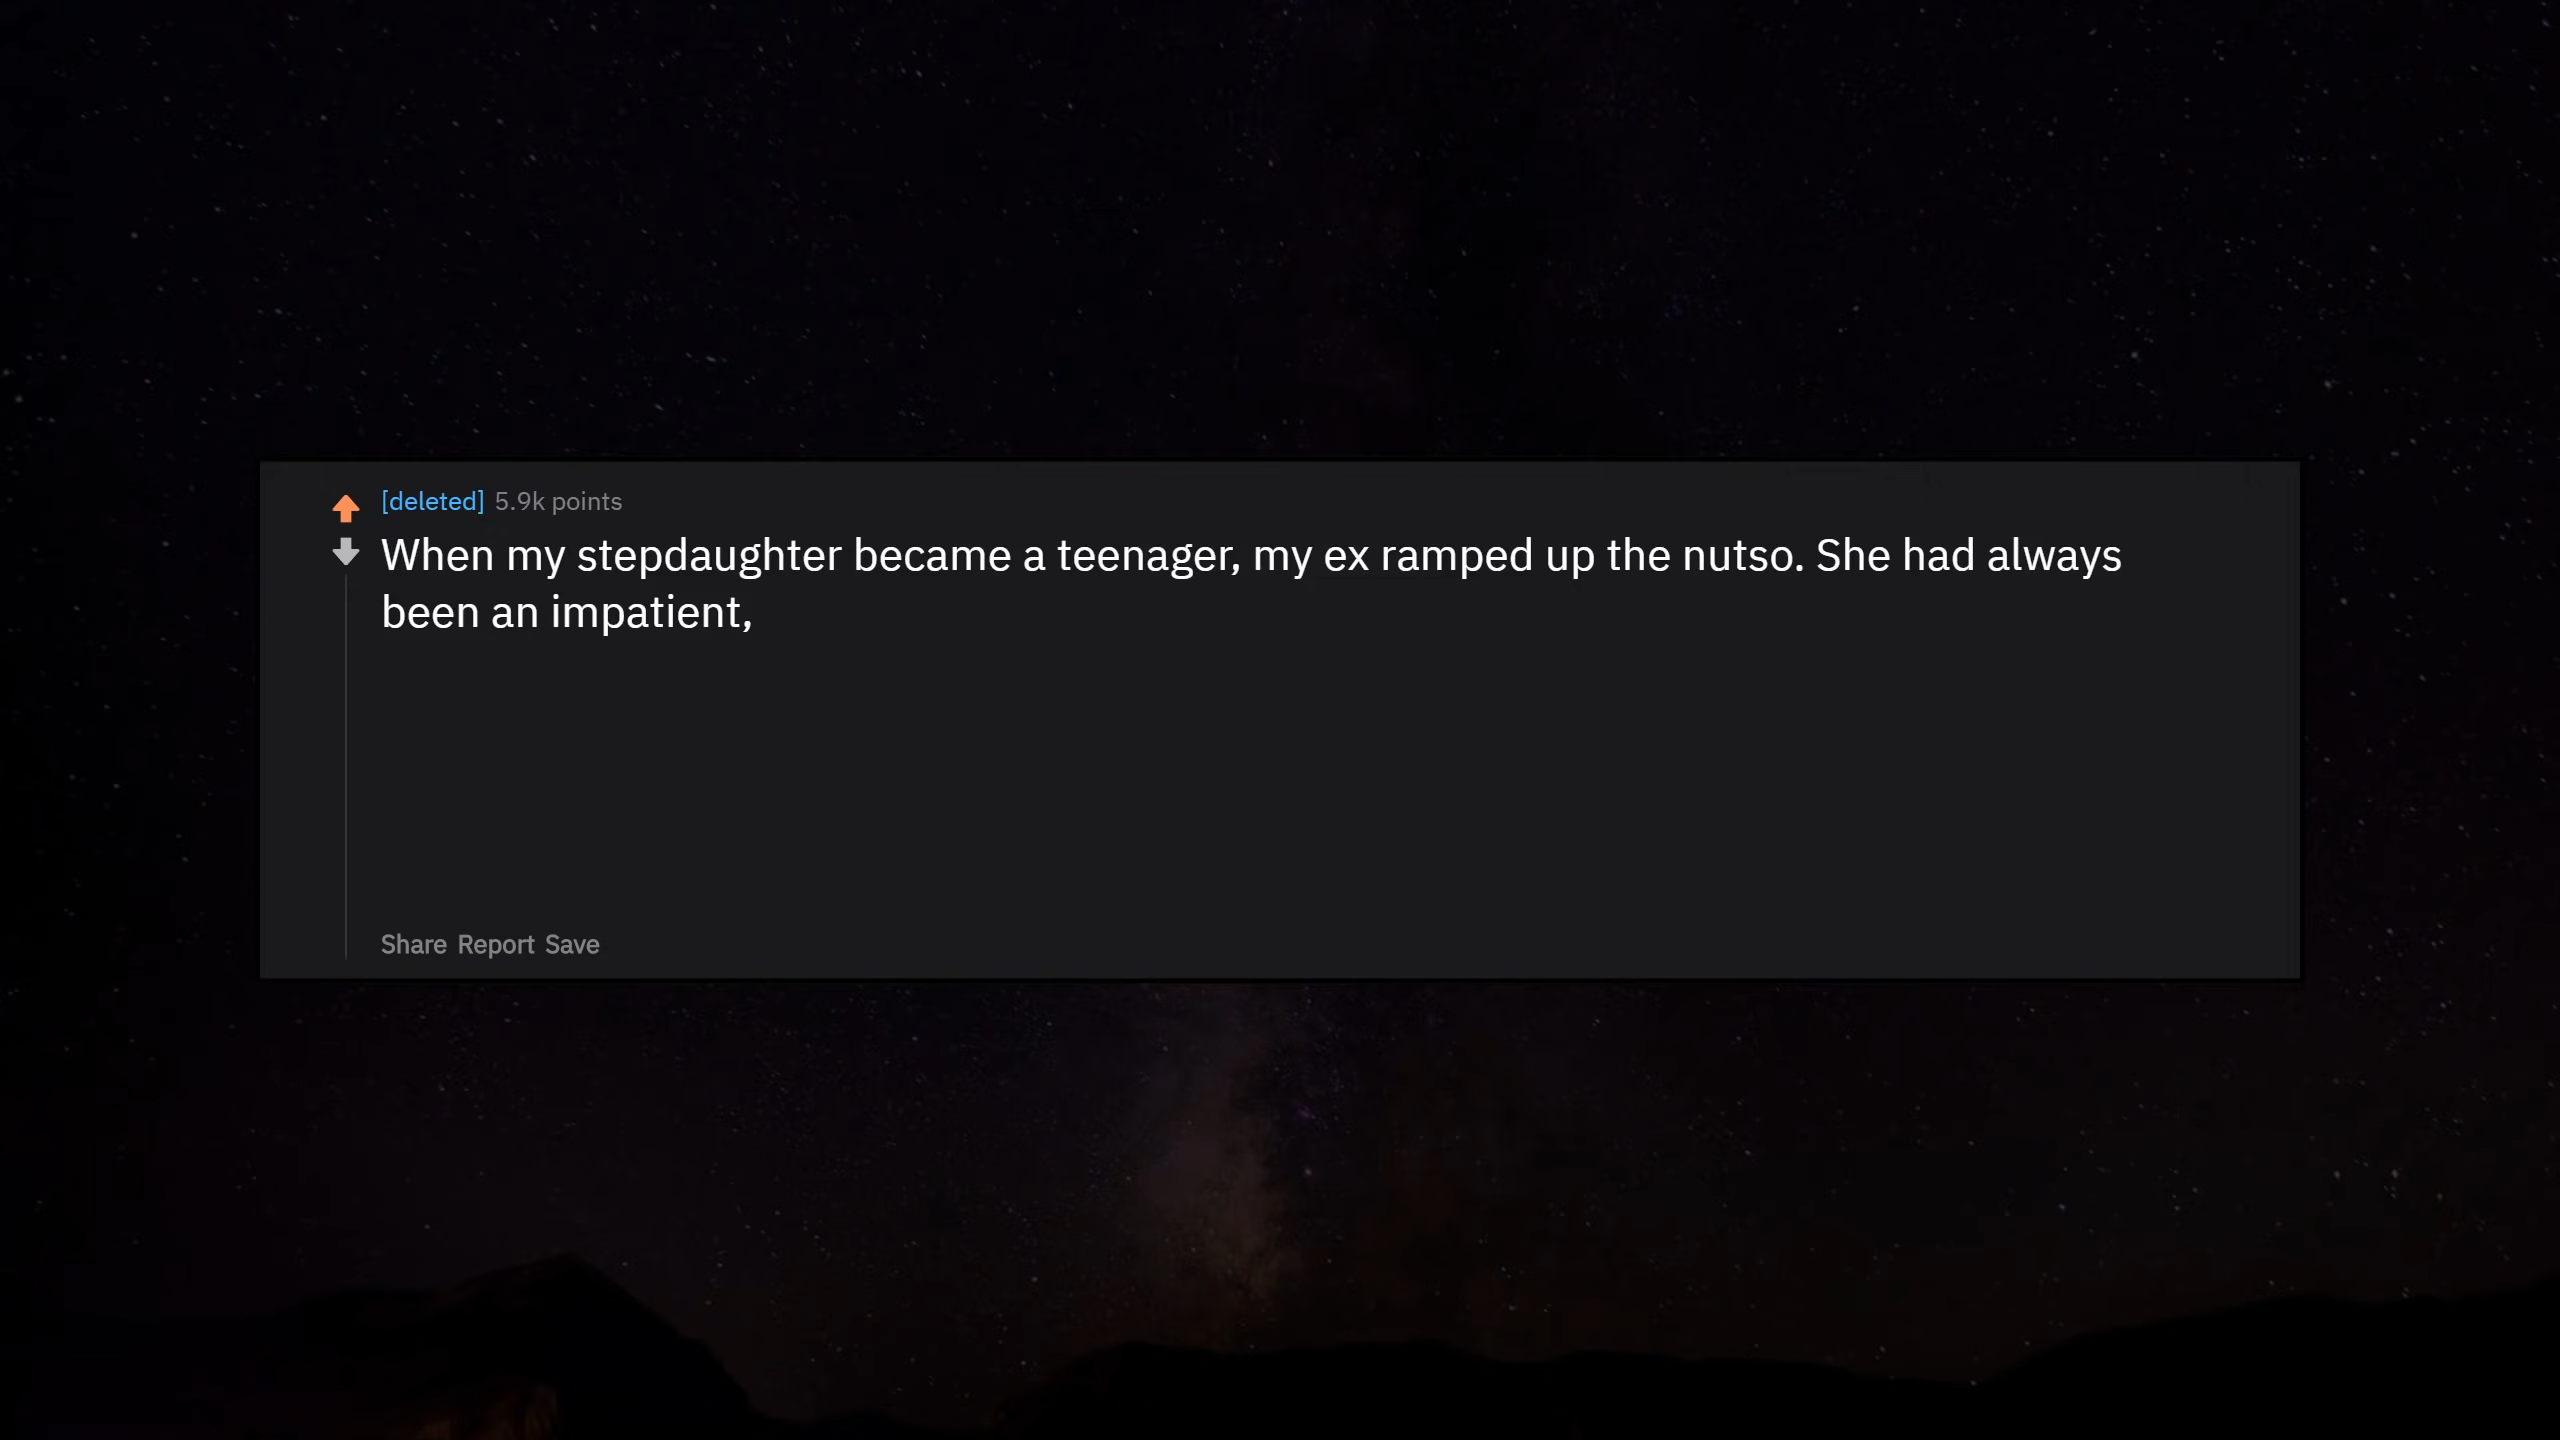 [deleted] 5.9k points
When my stepdaughter became a teenager, my ex ramped up the nutso. She had always
been an impatient,
Share Report Save